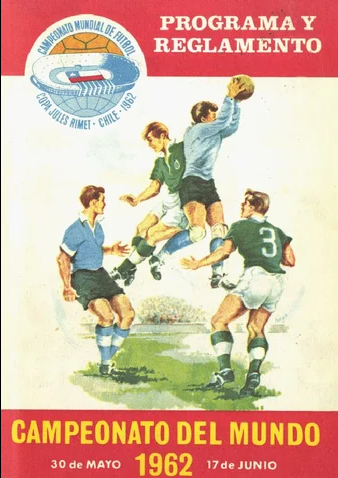 CAMPEONATO MUNDIAL DE FUTBOL
COPA JULES RIMET - CHILE - 1962
PROGRAMA Y
REGLAMENTO
3
CAMPEONATO DEL MUNDO
30 de MAYO 1962 17 de JUNIO